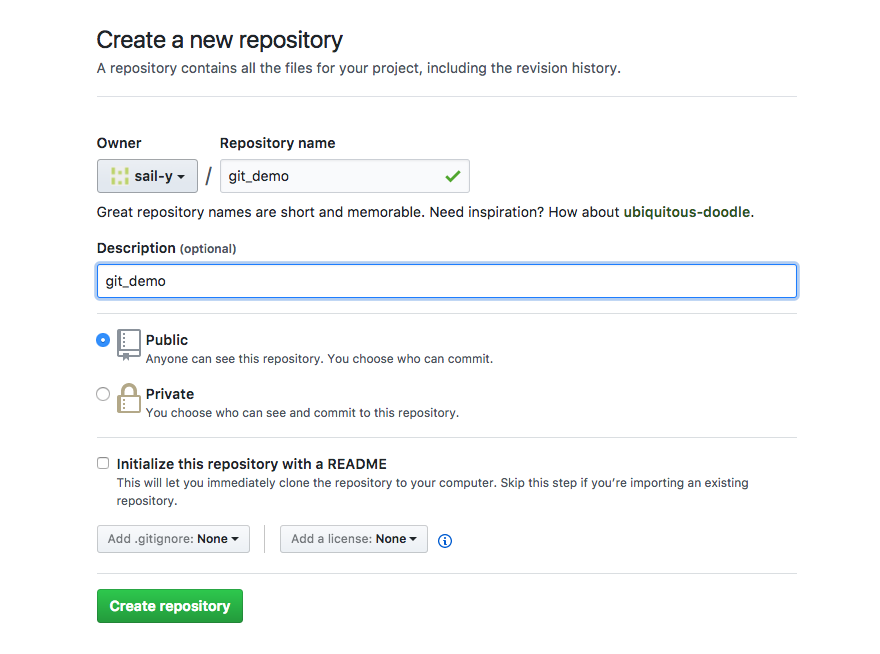 Create a new repository
A repository contains all the files for your project, including the revision history.
Owner
Repository name
sail-y
/
git_demo
Great repository names are short and memorable. Need inspiration? How about ubiquitous-doodle.
Description (optional)
git_demo
Public
Anyone can see this repository. You choose who can commit.
Private
You choose who can see and commit to this repository.
Initialize this repository with a README
This will let you immediately clone the repository to your computer. Skip this step if you’re importing an existing
repository.
Add .gitignore: None
Add a license: None
Create repository